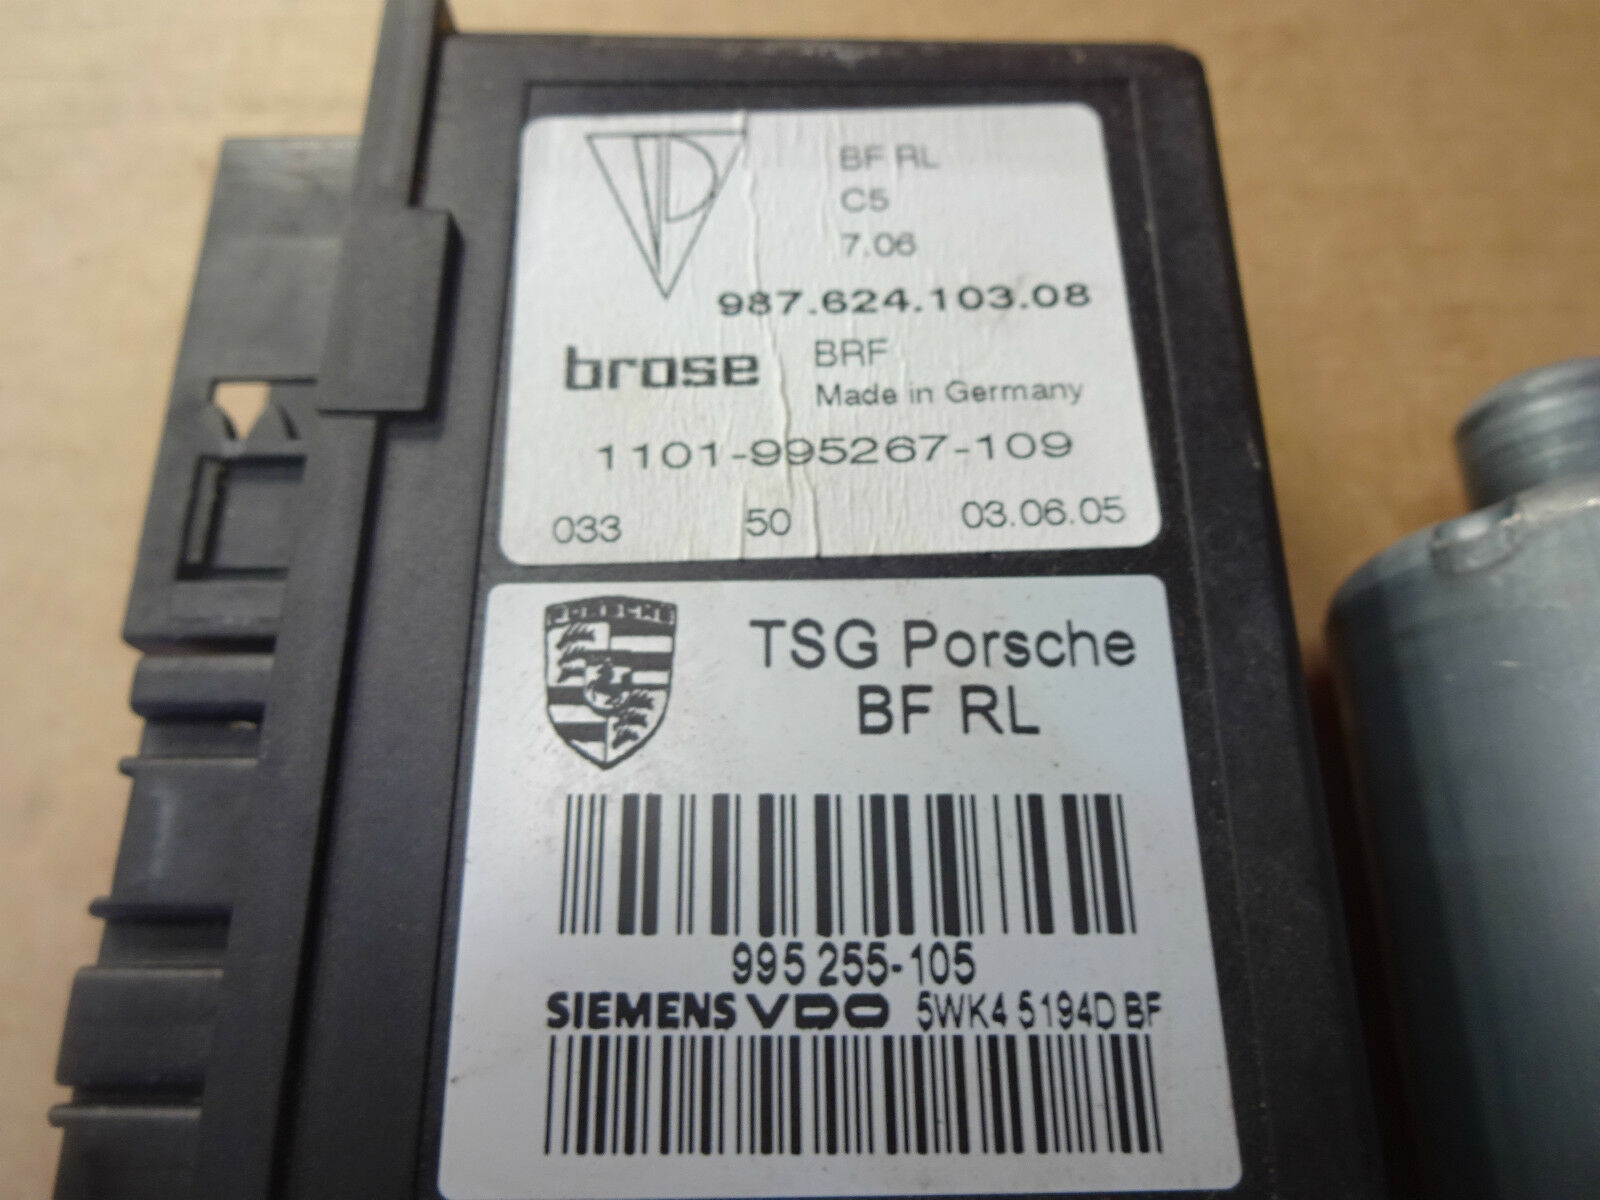 BF RL
C5
7.06
987.624.103.08
brose BRF
Made in Germany
1101-995267-109
033 50 03.06.05
PORSCHE
TSG Porsche
BF RL
995 255-105
SIEMENS VDO 5WK4 5194D BF